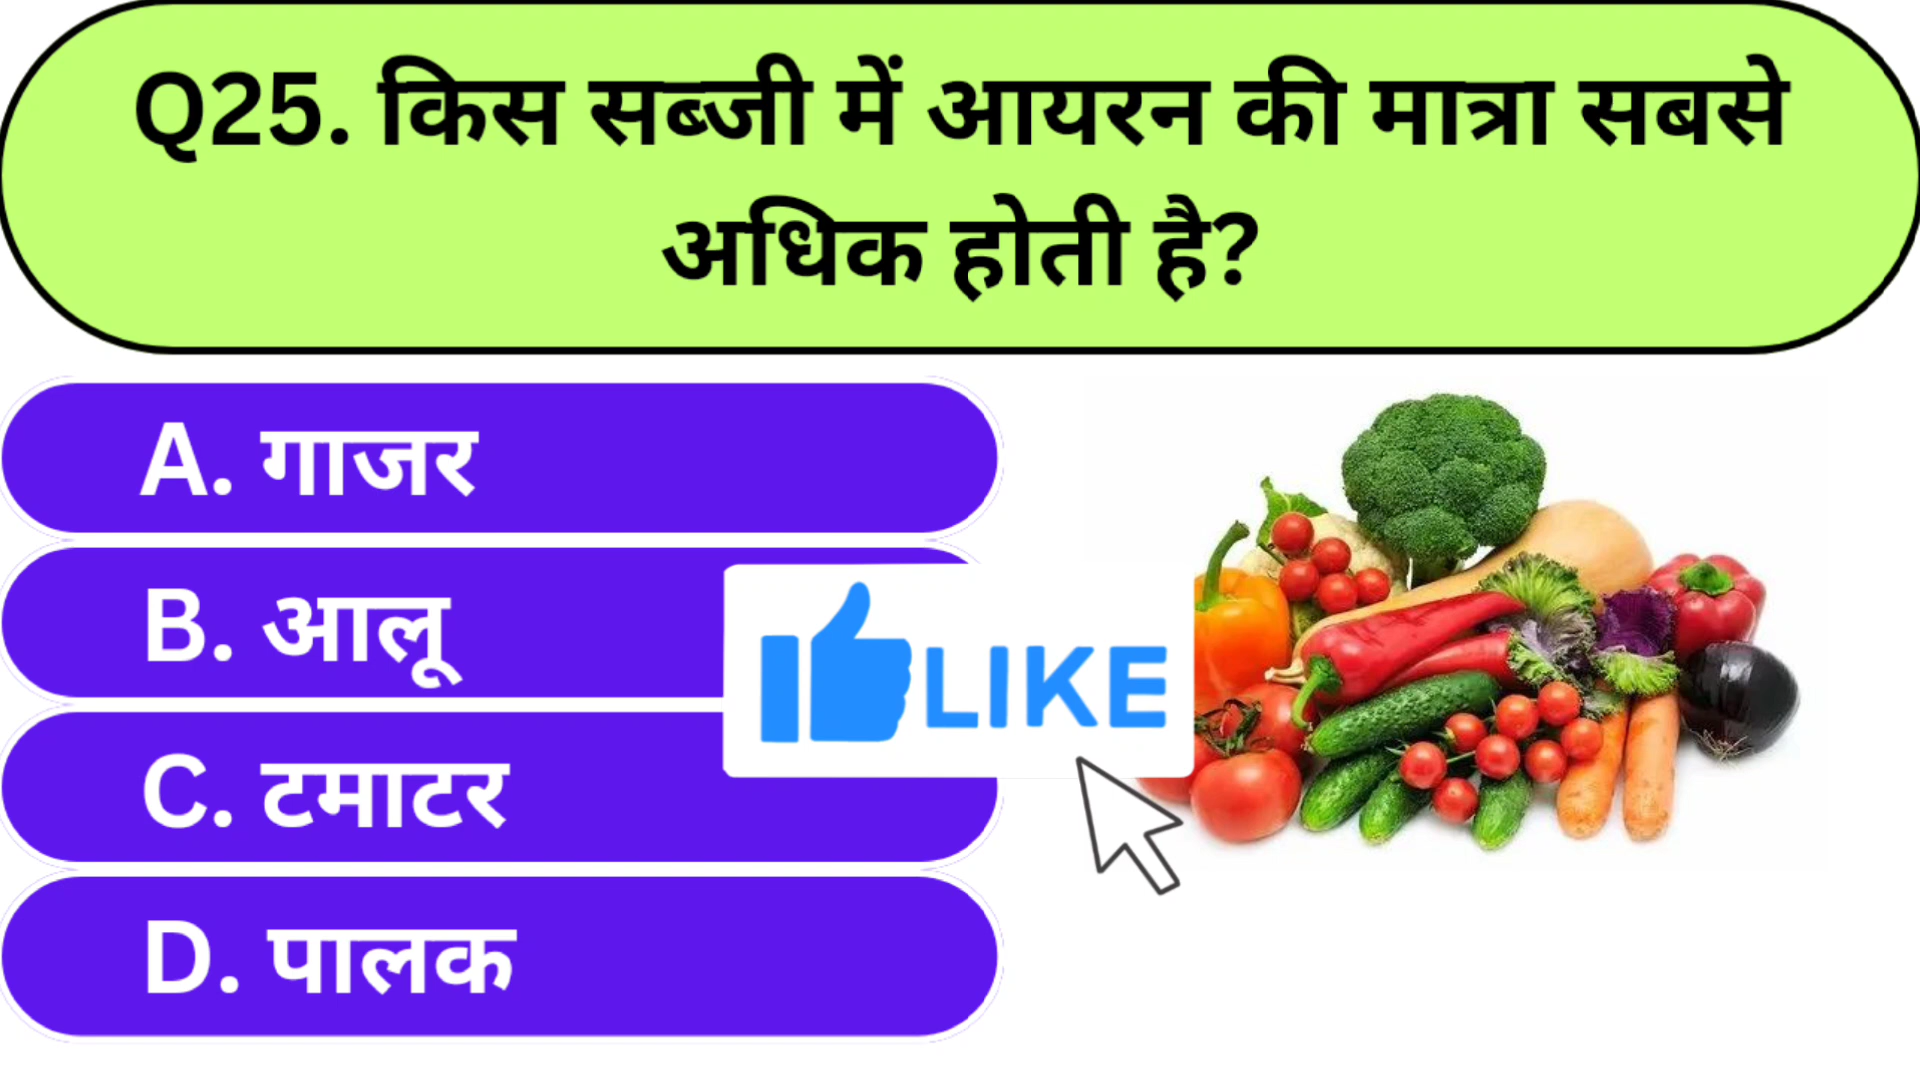 Q25. किस सब्जी में आयरन की मात्रा सबसे
अधिक होती है?
A. गाजर
B. आलू
LIKE
C. टमाटर
D. पालक